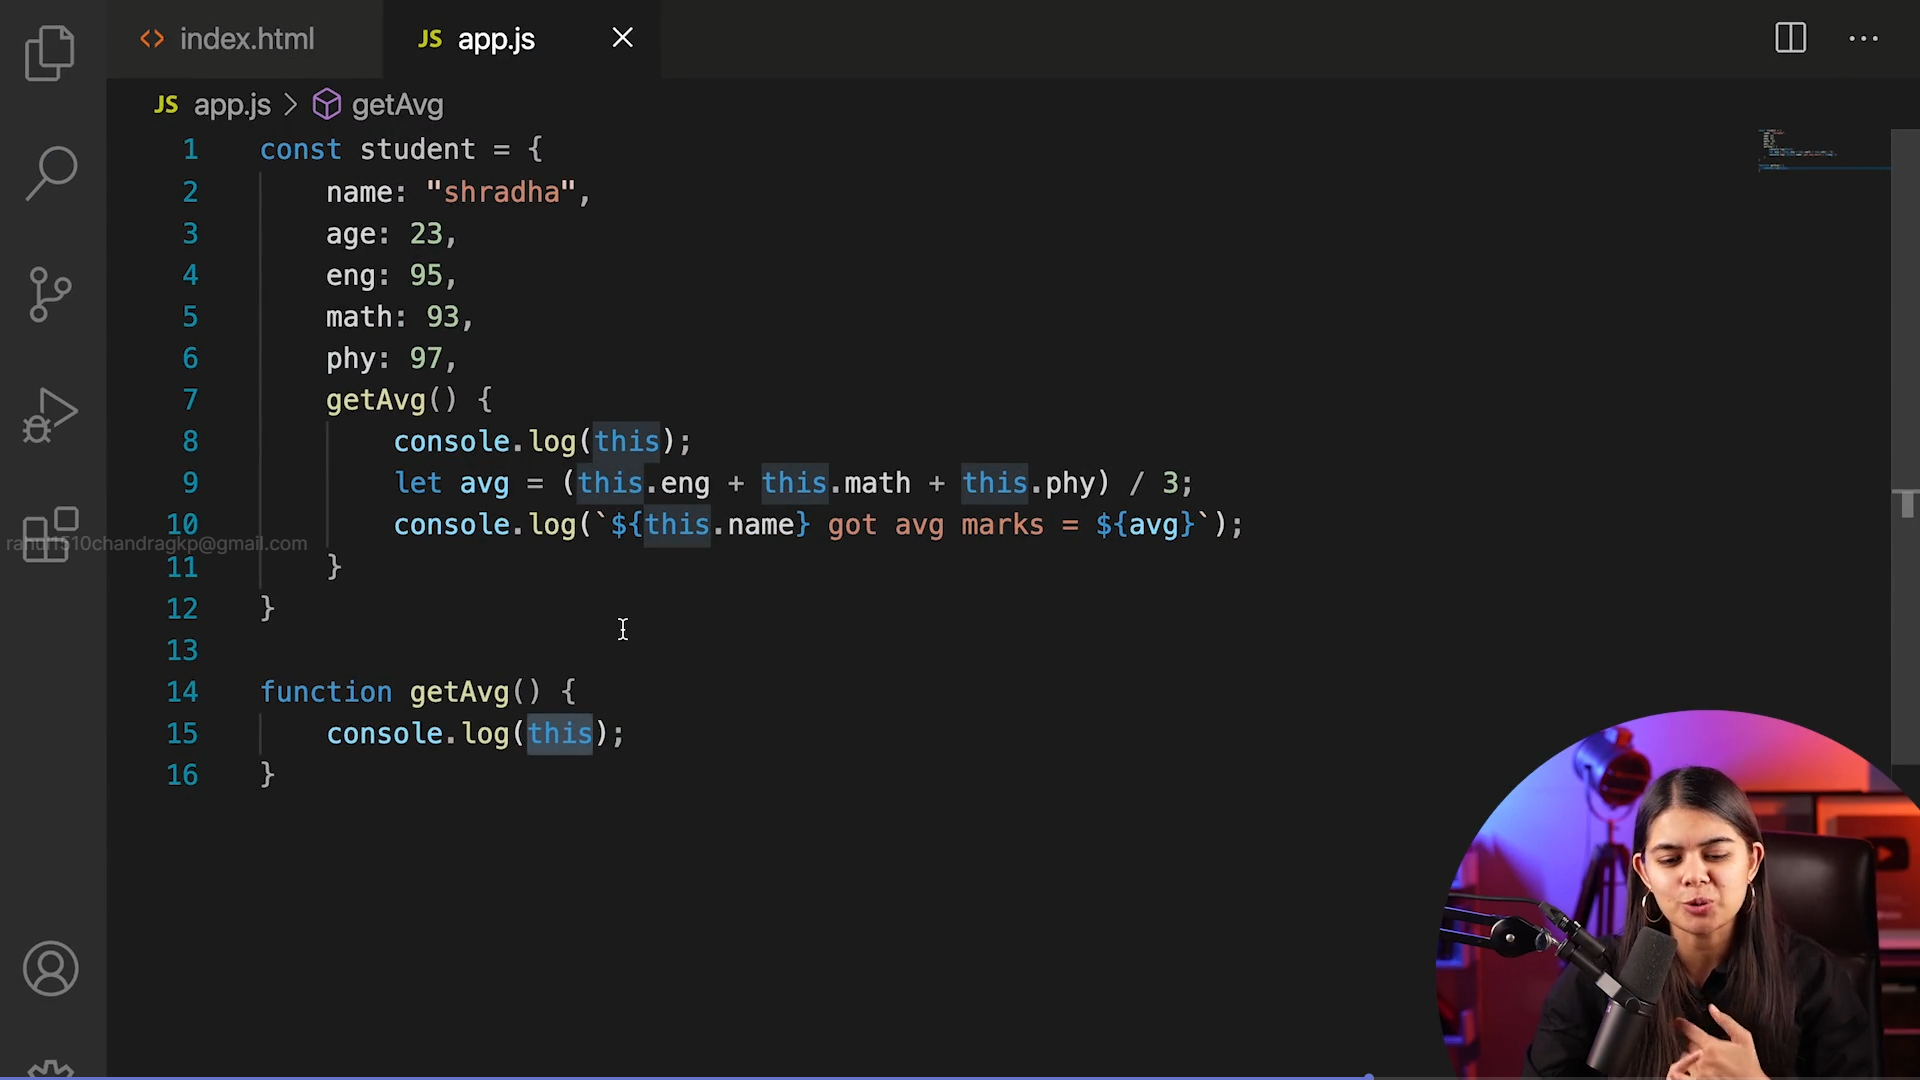 index.html
JS app.js
JS app.js > getAvg
1 const student = {
2 name: "shradha",
3 age: 23,
4 eng: 95,
5 math: 93,
6 phy: 97,
7 getAvg() {
8 console.log(this);
9 let avg = (this.eng + this.math + this.phy) / 3;
10 console.log(`${this.name} got avg marks = ${avg}`);
rahul1510chandragkp@gmail.com
11 }
12 }
13
14 function getAvg() {
15 console.log(this);
16 }